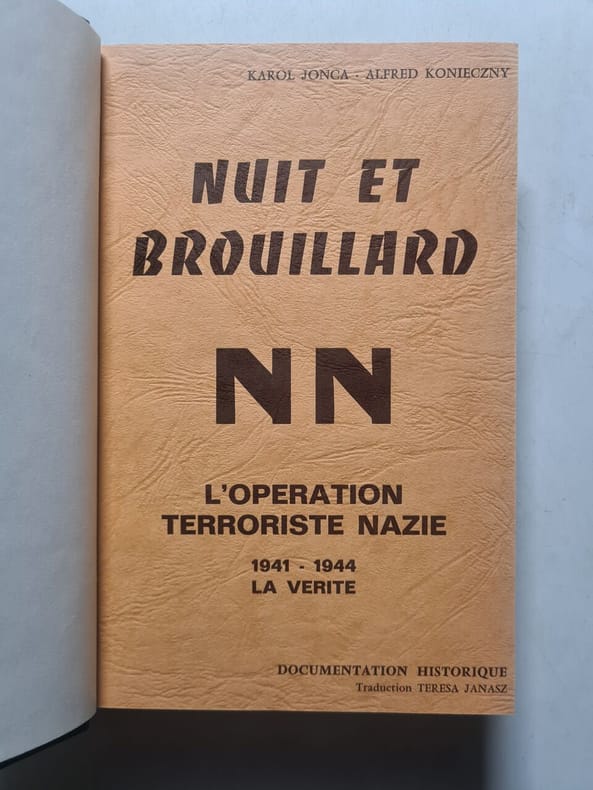 KAROL JONCA · ALFRED KONIECZNY
NUIT ET
BROUILLARD
NN
L'OPERATION
TERRORISTE NAZIE
1941 - 1944
LA VERITE
DOCUMENTATION HISTORIQUE
Traduction TERESA JANASZ